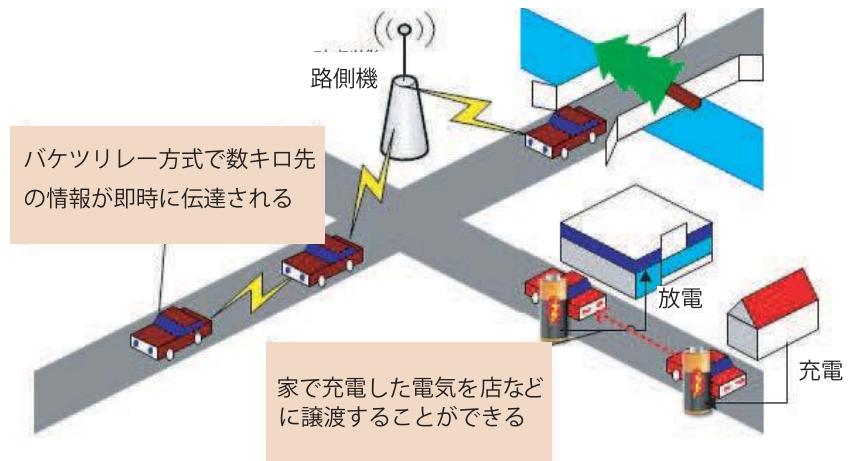 路側機
バケツリレー方式で数キロ先
の情報が即時に伝達される
放電
充電
家で充電した電気を店など
に譲渡することができる